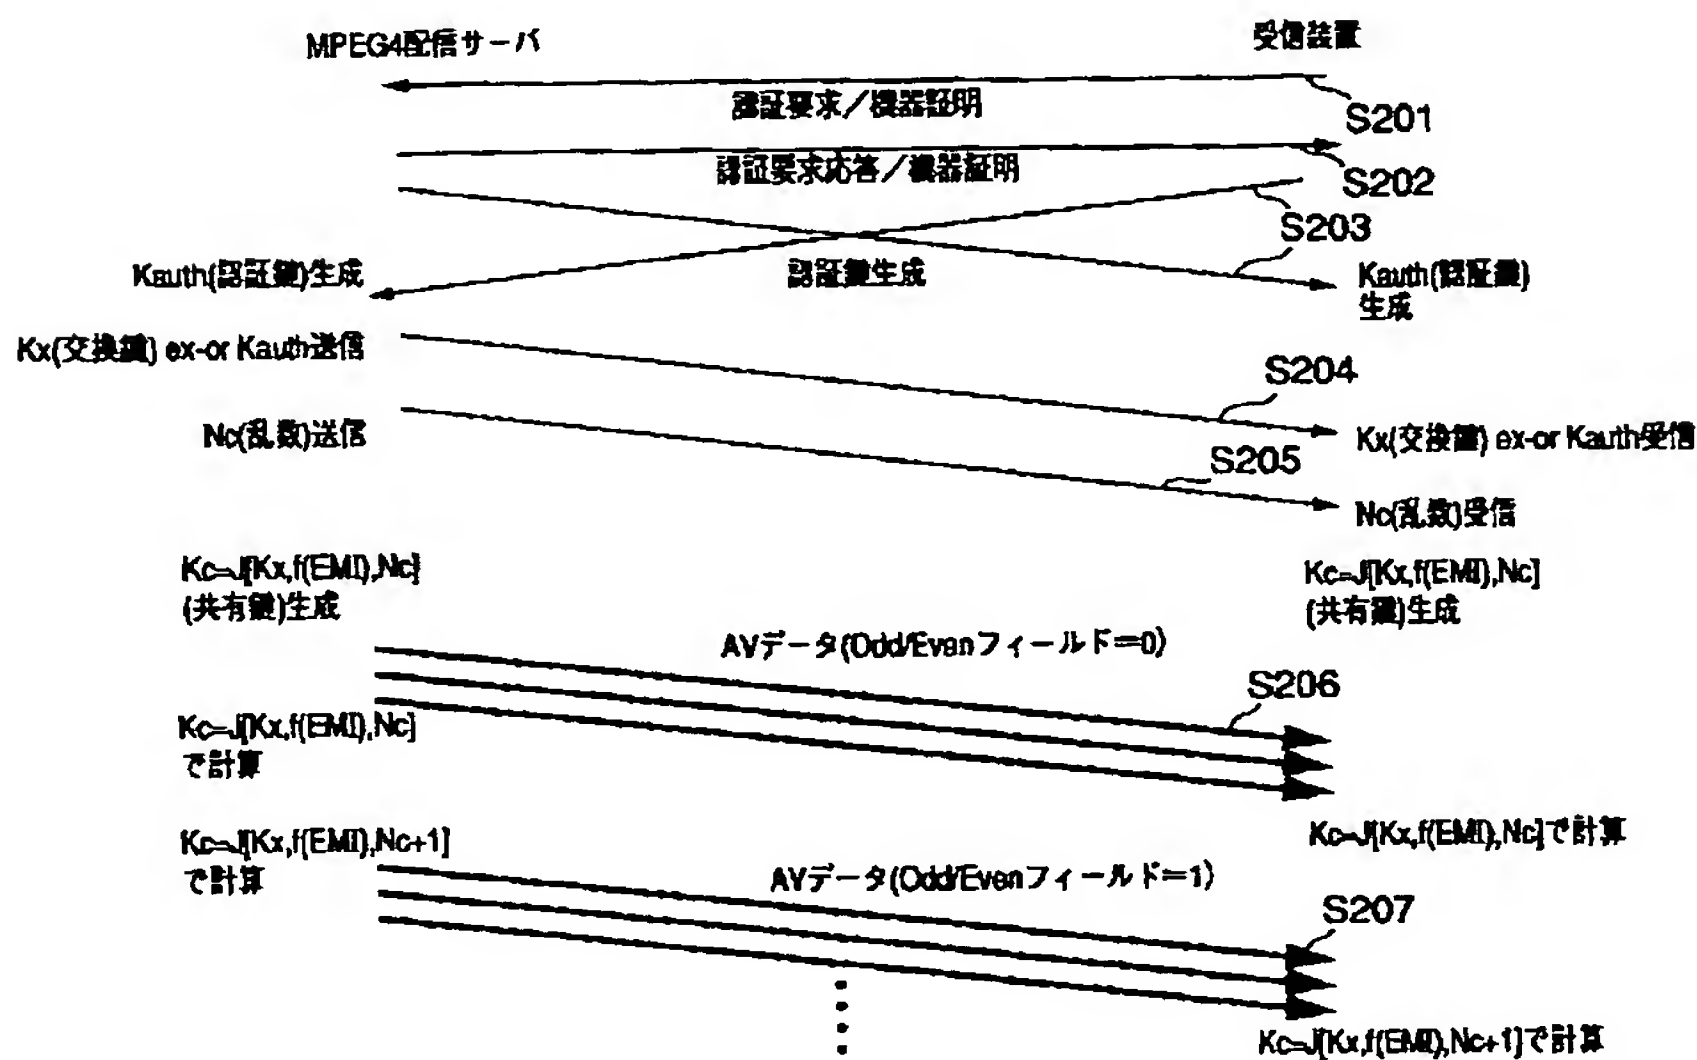 MPEG4配信サーバ
受信装置
認証要求／機器証明
S201
認証要求応答／機器証明
S202
S203
Kauth(認証鍵)生成
認証鍵生成
Kauth(認証鍵)
生成
Kx(交換鍵) ex-or Kauth送信
S204
Kx(交換鍵) ex-or Kauth受信
Nc(乱数)送信
S205
Nc(乱数)受信
Kc=J[Kx,f(EMI),Nc]
(共有鍵)生成
Kc=J[Kx,f(EMI),Nc]
(共有鍵)生成
AVデータ(Odd/Evenフィールド=0)
S206
Kc=J[Kx,f(EMI),Nc]
で計算
Kc=J[Kx,f(EMI),Nc]で計算
Kc=J[Kx,f(EMI),Nc+1]
で計算
AVデータ(Odd/Evenフィールド=1)
S207
Kc=J[Kx,f(EMI),Nc+1]で計算